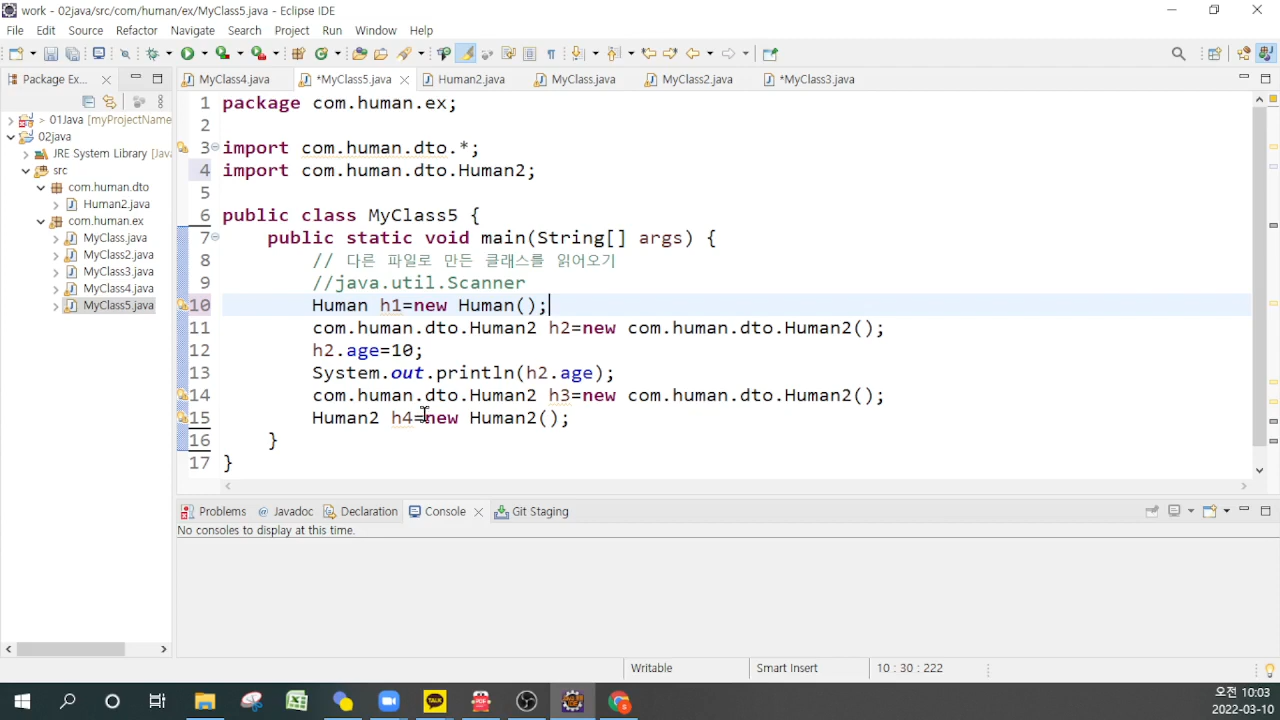 work - 02java/src/com/human/ex/MyClass5.java - Eclipse IDE
File Edit Source Refactor Navigate Search Project Run Window Help
Package Ex...
MyClass4.java *MyClass5.java Human2.java MyClass.java MyClass2.java *MyClass3.java
> 01Java [myProjectName
02java
JRE System Library [Java
src
com.human.dto
Human2.java
com.human.ex
MyClass.java
MyClass2.java
MyClass3.java
MyClass4.java
MyClass5.java
1 package com.human.ex;
2
3 import com.human.dto.*;
4 import com.human.dto.Human2;
5
6 public class MyClass5 {
7 public static void main(String[] args) {
8 // 다른 파일로 만든 클래스를 읽어오기
9 //java.util.Scanner
10 Human h1=new Human();
11 com.human.dto.Human2 h2=new com.human.dto.Human2();
12 h2.age=10;
13 System.out.println(h2.age);
14 com.human.dto.Human2 h3=new com.human.dto.Human2();
15 Human2 h4=new Human2();
16 }
17 }
Problems @ Javadoc Declaration Console Git Staging
No consoles to display at this time.
Writable Smart Insert 10 : 30 : 222
TALK
PDF
오전 10:03
2022-03-10